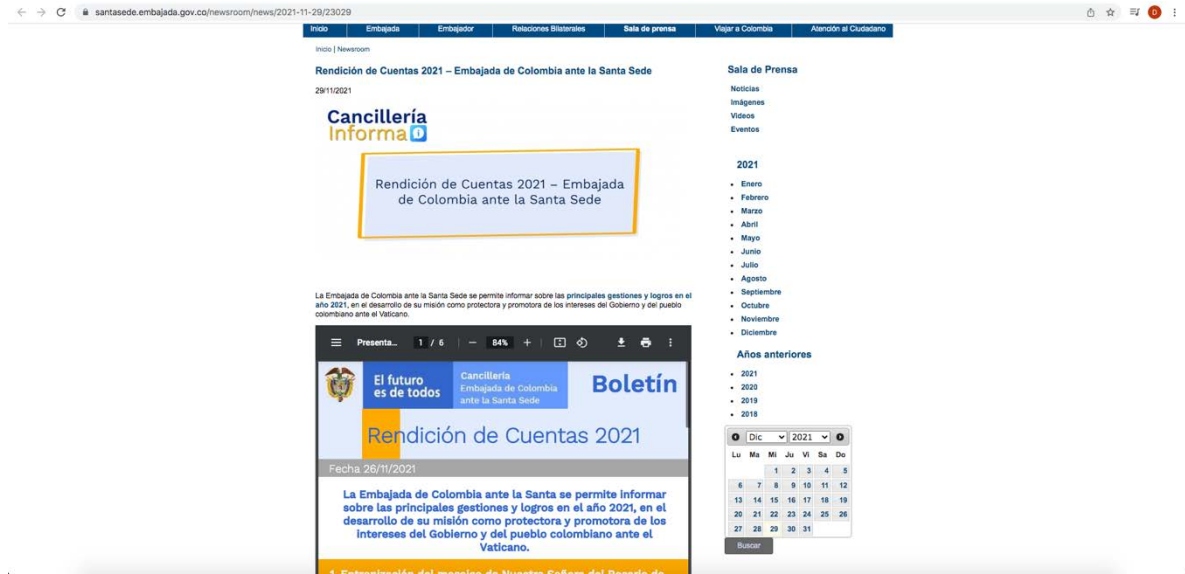 santasede.embajada.gov.co/newsroom/news/2021-11-29/23029
D
Inicio Embajada Embajador Relaciones Bilaterales Sala de prensa Viajar a Colombia Atención al Ciudadano
Inicio | Newsroom
Rendición de Cuentas 2021 – Embajada de Colombia ante la Santa Sede
29/11/2021
Cancillería
Informa
Rendición de Cuentas 2021 – Embajada
de Colombia ante la Santa Sede
La Embajada de Colombia ante la Santa Sede se permite informar sobre las principales gestiones y logros en el
año 2021, en el desarrollo de su misión como protectora y promotora de los intereses del Gobierno y del pueblo
colombiano ante el Vaticano.
Presenta... 1 / 6 84%
El futuro
es de todos
Cancillería
Embajada de Colombia
ante la Santa Sede
Boletín
Rendición de Cuentas 2021
Fecha 26/11/2021
La Embajada de Colombia ante la Santa se permite informar
sobre las principales gestiones y logros en el año 2021, en el
desarrollo de su misión como protectora y promotora de los
intereses del Gobierno y del pueblo colombiano ante el
Vaticano.
Sala de Prensa
Noticias
Imágenes
Videos
Eventos
2021
Enero
Febrero
Marzo
Abril
Mayo
Junio
Julio
Agosto
Septiembre
Octubre
Noviembre
Diciembre
Años anteriores
2021
2020
2019
2018
Dic 2021
Lu Ma Mi Ju Vi Sa Do
1 2 3 4 5
6 7 8 9 10 11 12
13 14 15 16 17 18 19
20 21 22 23 24 25 26
27 28 29 30 31
Buscar